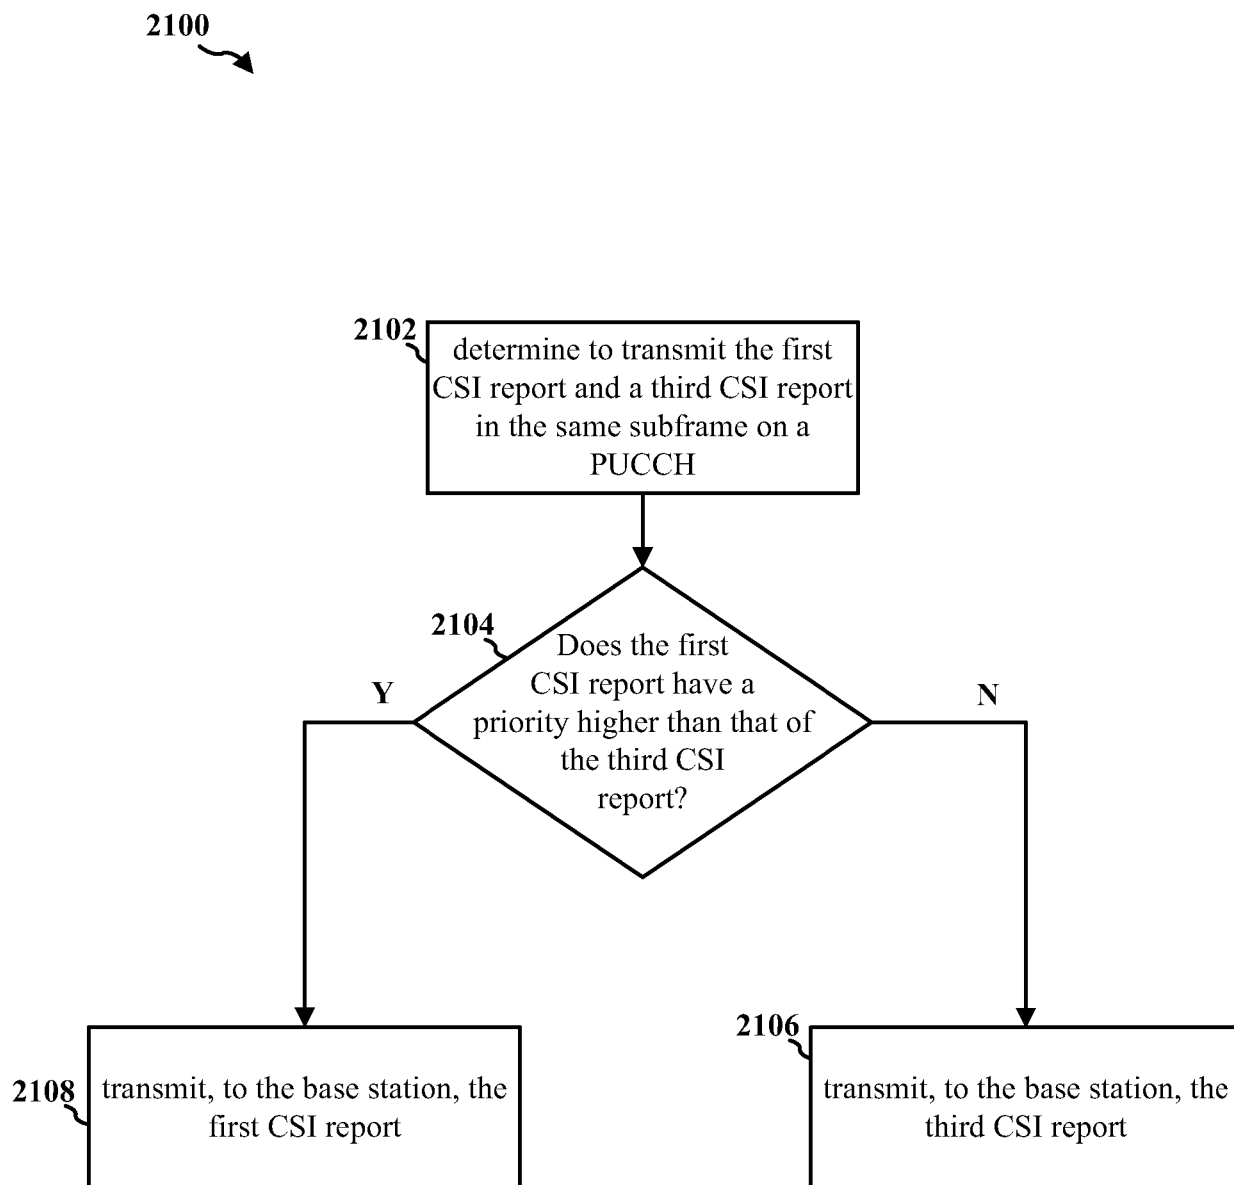 2100
2102
determine to transmit the first
CSI report and a third CSI report
in the same subframe on a
PUCCH
2104
Does the first
CSI report have a
priority higher than that of
the third CSI
report?
Y
N
2108
transmit, to the base station, the
first CSI report
2106
transmit, to the base station, the
third CSI report